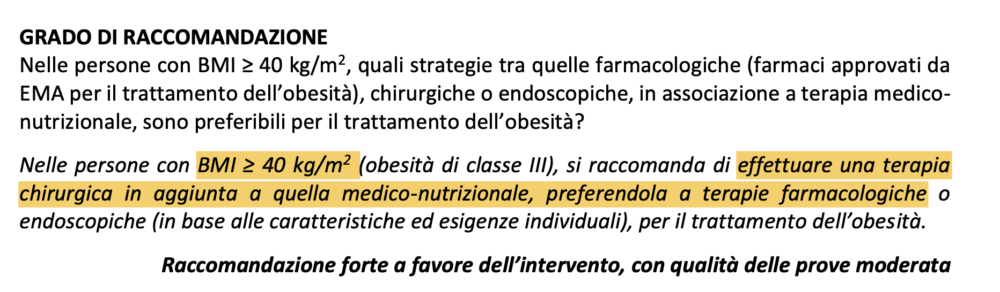 GRADO DI RACCOMANDAZIONE
Nelle persone con BMI ≥ 40 kg/m², quali strategie tra quelle farmacologiche (farmaci approvati da
EMA per il trattamento dell’obesità), chirurgiche o endoscopiche, in associazione a terapia medico-
nutrizionale, sono preferibili per il trattamento dell’obesità?
Nelle persone con BMI ≥ 40 kg/m² (obesità di classe III), si raccomanda di effettuare una terapia
chirurgica in aggiunta a quella medico-nutrizionale, preferendola a terapie farmacologiche o
endoscopiche (in base alle caratteristiche ed esigenze individuali), per il trattamento dell’obesità.
Raccomandazione forte a favore dell’intervento, con qualità delle prove moderata